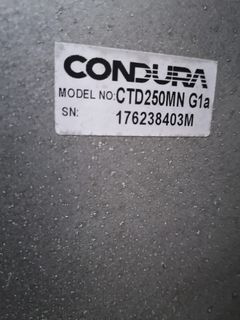 CONDURA
MODEL NO: CTD250MN G1a
SN: 176238403M